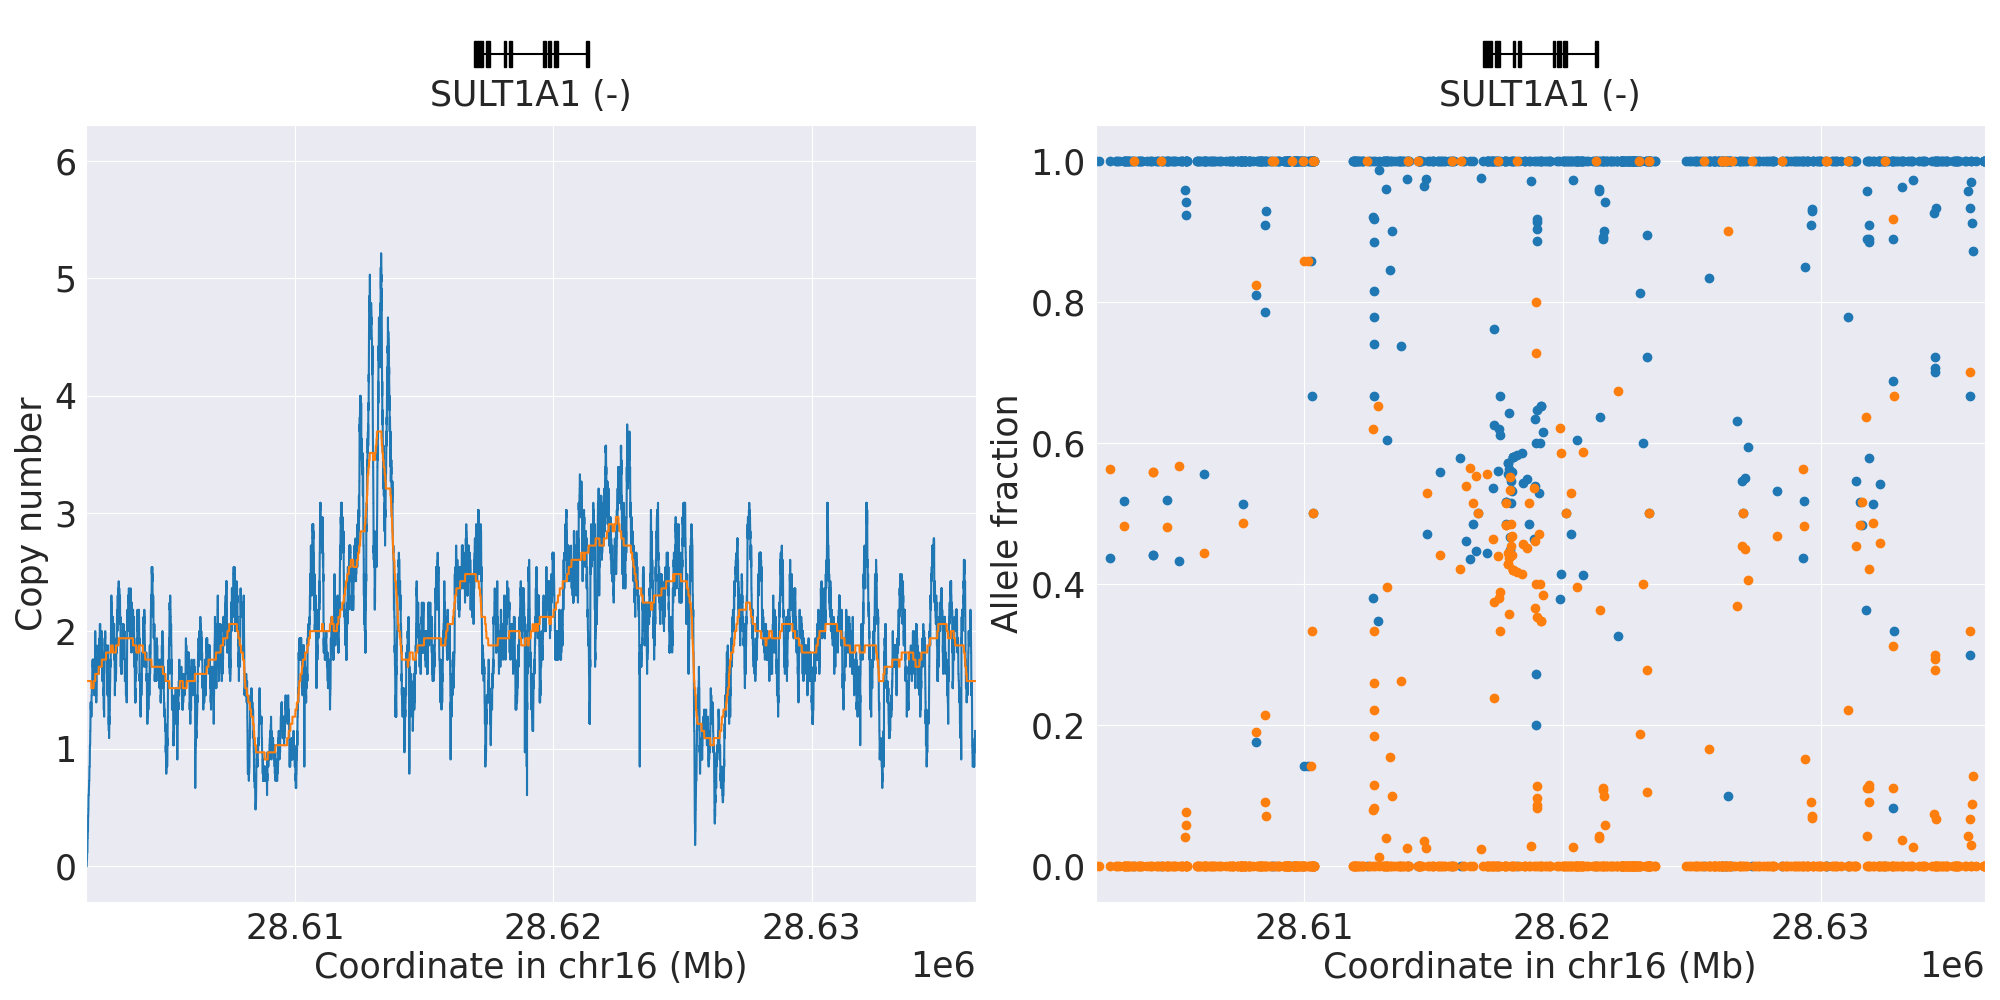 SULT1A1 (-)
6
5
4
3
2
1
0
Copy number
28.61
28.62
28.63
Coordinate in chr16 (Mb)
1e6
SULT1A1 (-)
1.0
0.8
0.6
0.4
0.2
0.0
Allele fraction
28.61
28.62
28.63
Coordinate in chr16 (Mb)
1e6